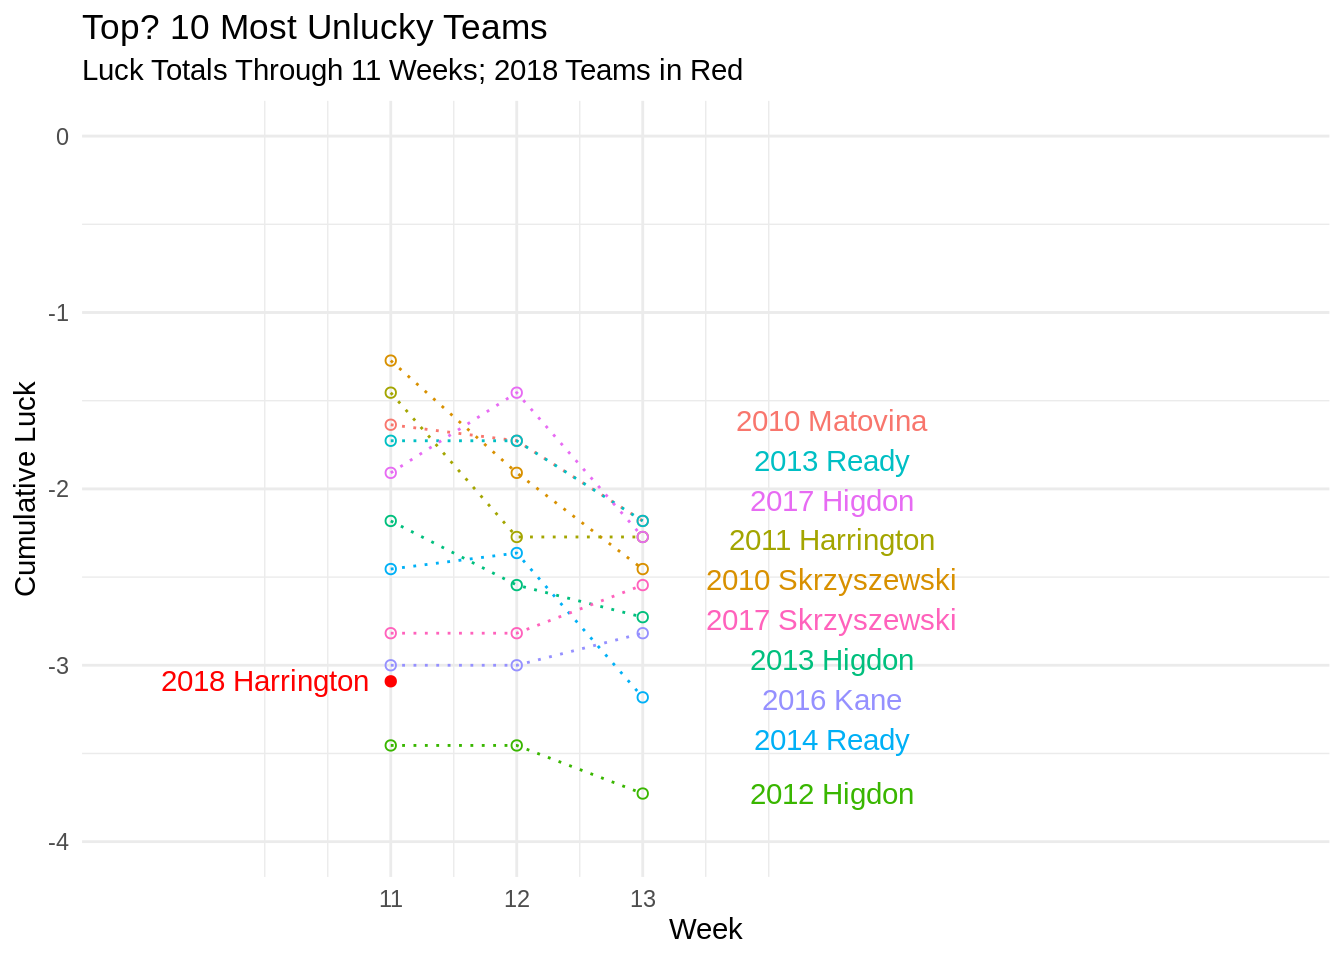 Top? 10 Most Unlucky Teams
Luck Totals Through 11 Weeks; 2018 Teams in Red
Cumulative Luck
0
-1
-2
-3
-4
2010 Matovina
2013 Ready
2017 Higdon
2011 Harrington
2010 Skrzyszewski
2017 Skrzyszewski
2013 Higdon
2018 Harrington
2016 Kane
2014 Ready
2012 Higdon
11 12 13
Week